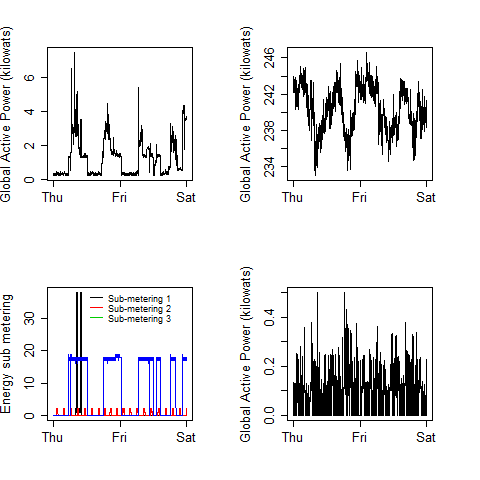 Global Active Power (kilowats)
6
4
2
0
Thu Fri Sat
Global Active Power (kilowats)
246
242
238
234
Thu Fri Sat
Energy sub metering
30
20
10
0
Sub-metering 1
Sub-metering 2
Sub-metering 3
Thu Fri Sat
Global Active Power (kilowats)
0.4
0.2
0.0
Thu Fri Sat